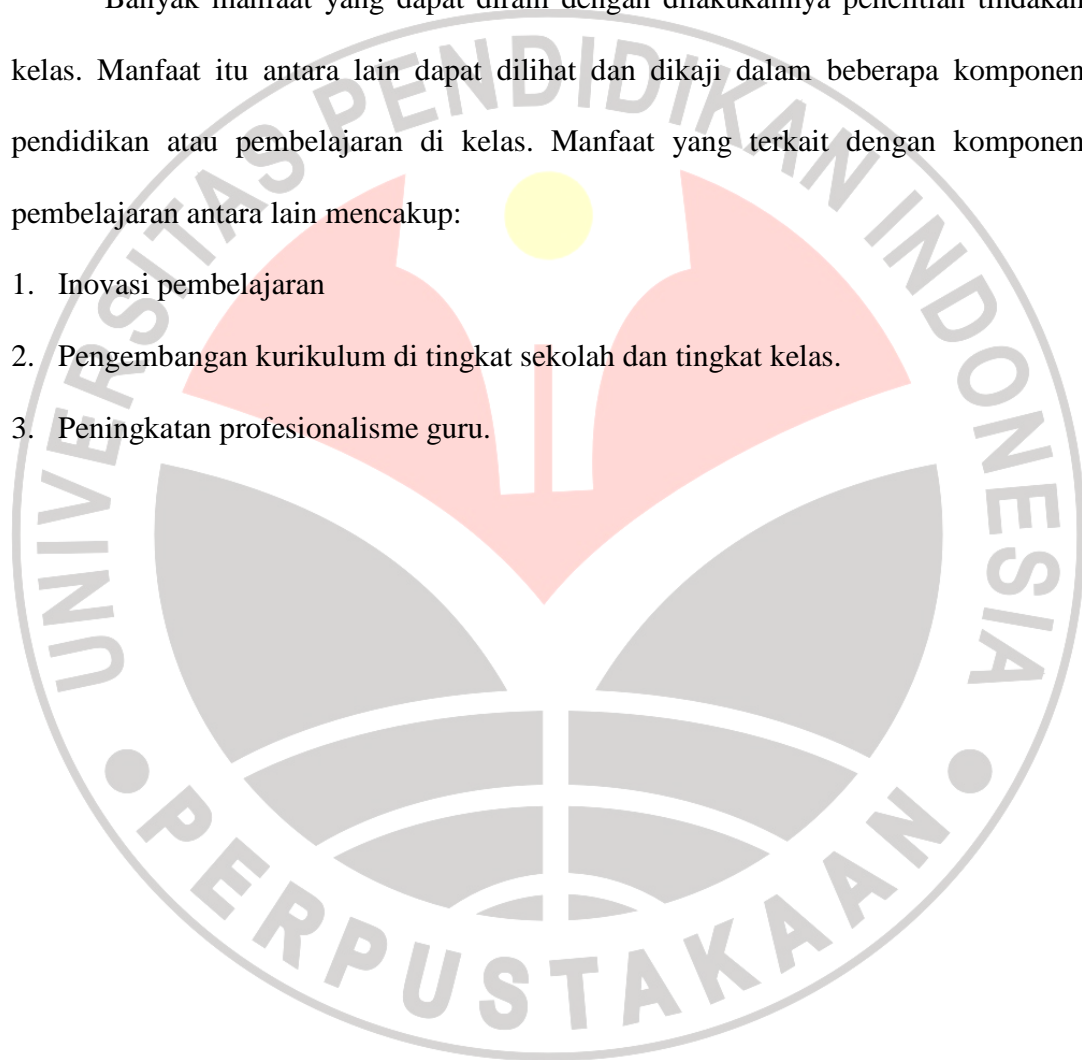 Banyak manfaat yang dapat diraih dengan dilakukannya penelitian tindakan
kelas. Manfaat itu antara lain dapat dilihat dan dikaji dalam beberapa komponen
pendidikan atau pembelajaran di kelas. Manfaat yang terkait dengan komponen
pembelajaran antara lain mencakup:
1. Inovasi pembelajaran
2. Pengembangan kurikulum di tingkat sekolah dan tingkat kelas.
3. Peningkatan profesionalisme guru.
UNIVERSITAS PENDIDIKAN INDONESIA
PERPUSTAKAAN